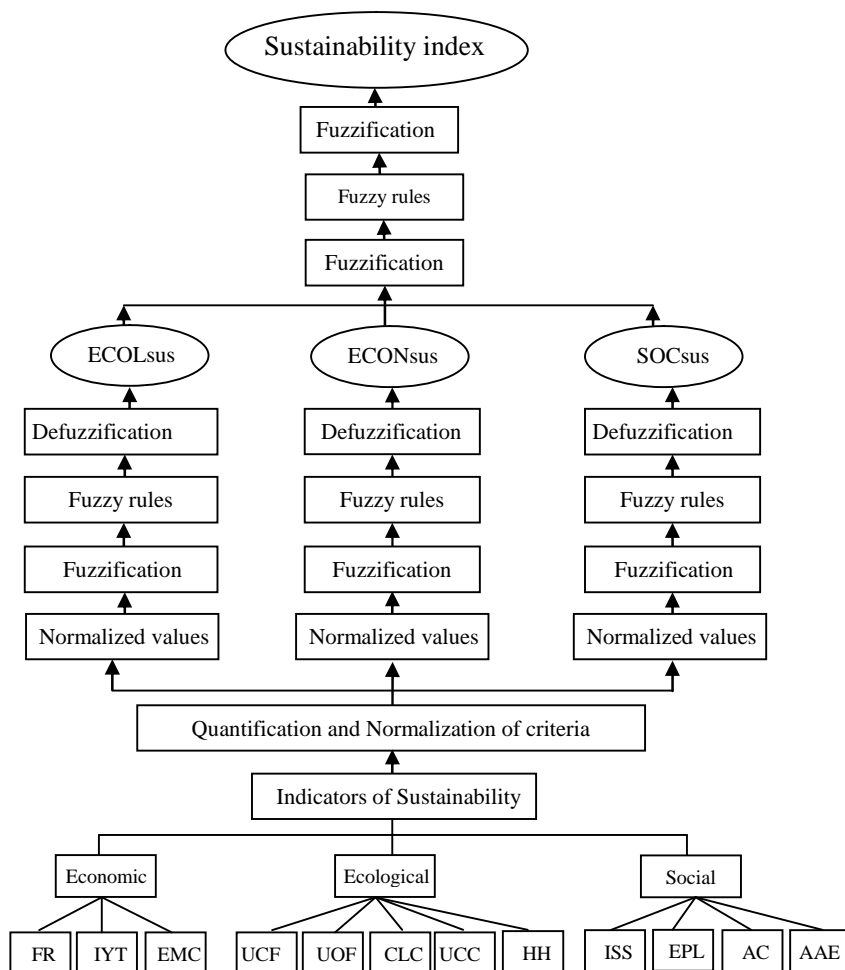 Sustainability index
Fuzzification
Fuzzy rules
Fuzzification
ECOLsus ECONsus SOCsus
Defuzzification Defuzzification Defuzzification
Fuzzy rules Fuzzy rules Fuzzy rules
Fuzzification Fuzzification Fuzzification
Normalized values Normalized values Normalized values
Quantification and Normalization of criteria
Indicators of Sustainability
Economic Ecological Social
FR IYT EMC UCF UOF CLC UCC HH ISS EPL AC AAE